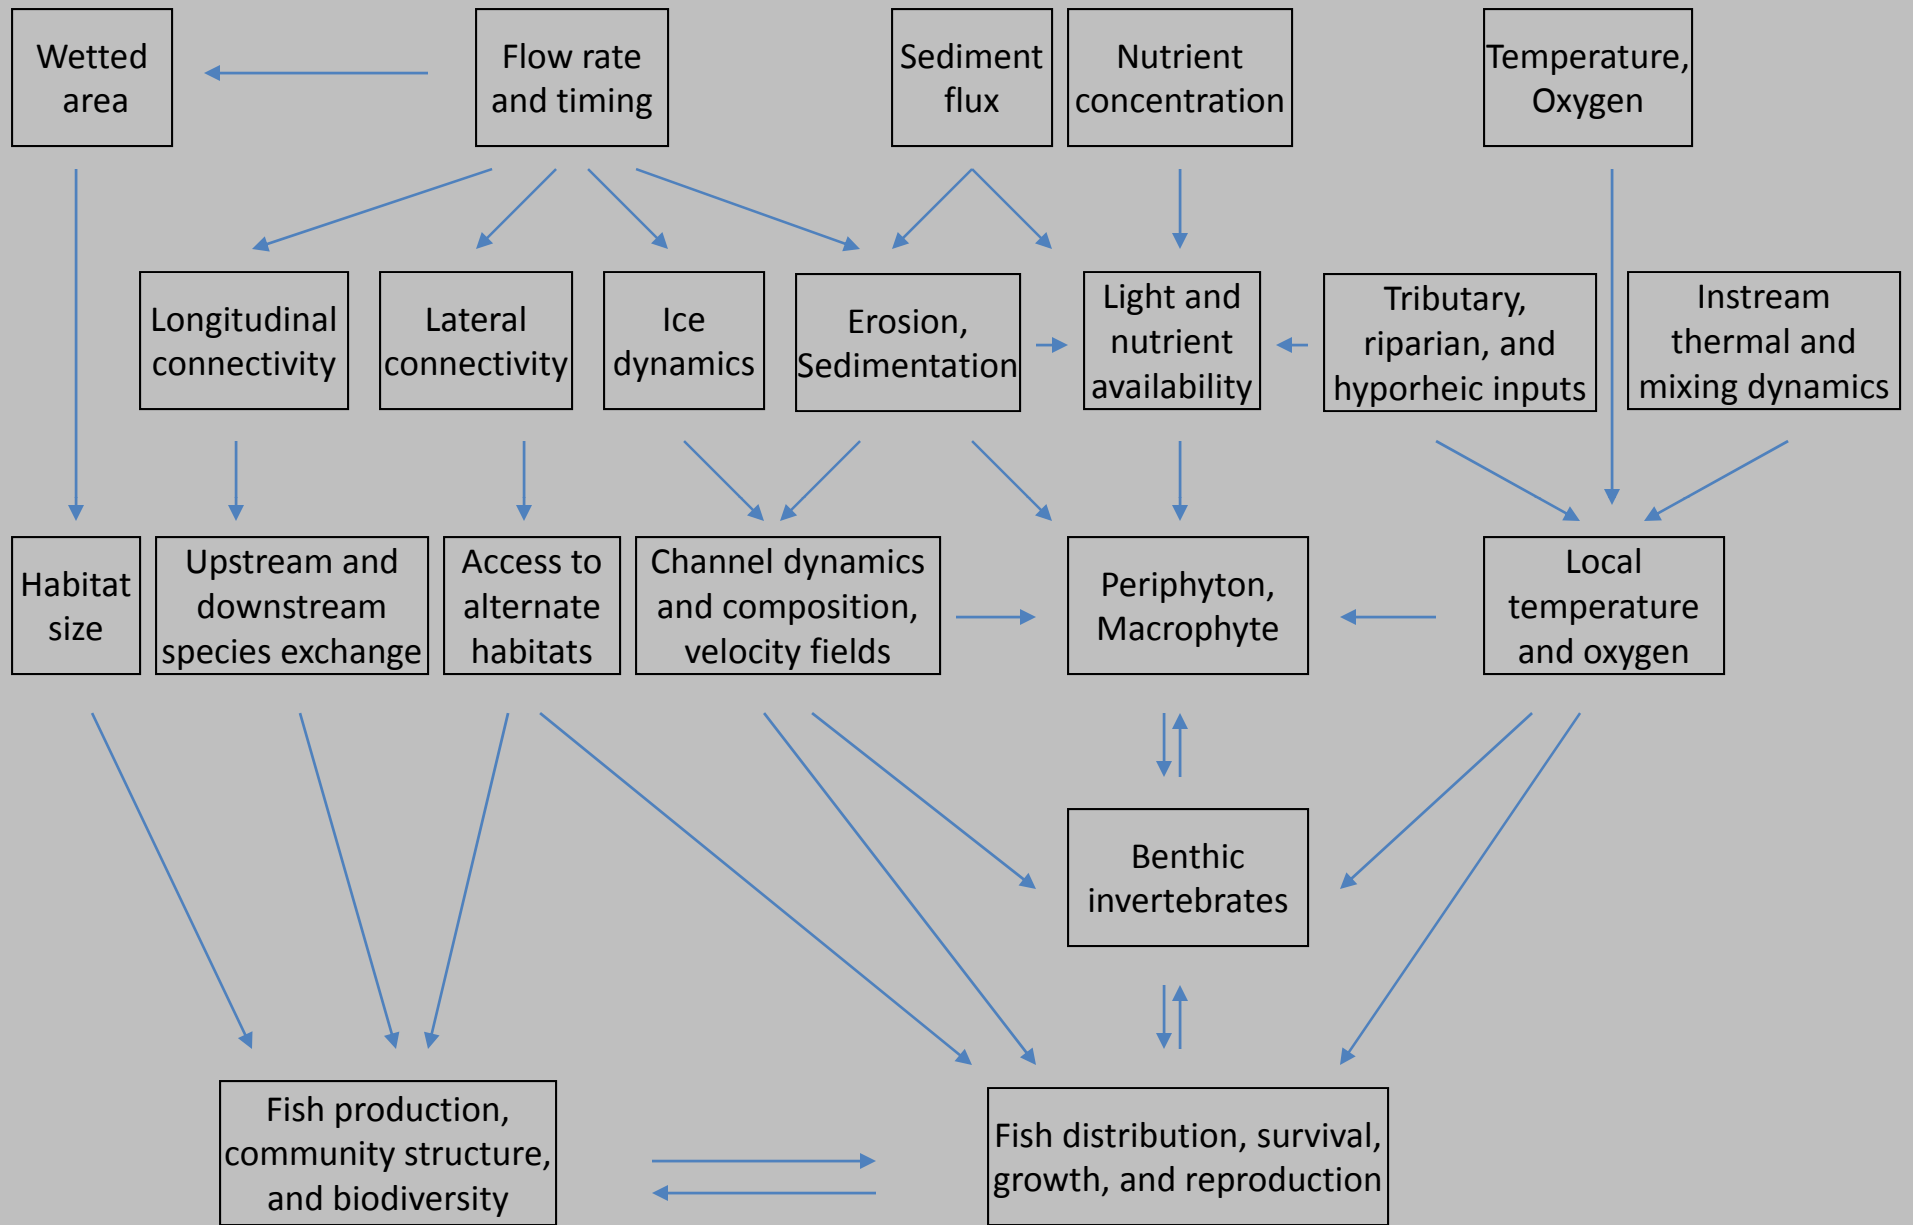 Wetted
area
Flow rate
and timing
Sediment
flux
Nutrient
concentration
Temperature,
Oxygen
Longitudinal
connectivity
Lateral
connectivity
Ice
dynamics
Erosion,
Sedimentation
Light and
nutrient
availability
Tributary,
riparian, and
hyporheic inputs
Instream
thermal and
mixing dynamics
Habitat
size
Upstream and
downstream
species exchange
Access to
alternate
habitats
Channel dynamics
and composition,
velocity fields
Periphyton,
Macrophyte
Local
temperature
and oxygen
Benthic
invertebrates
Fish production,
community structure,
and biodiversity
Fish distribution, survival,
growth, and reproduction